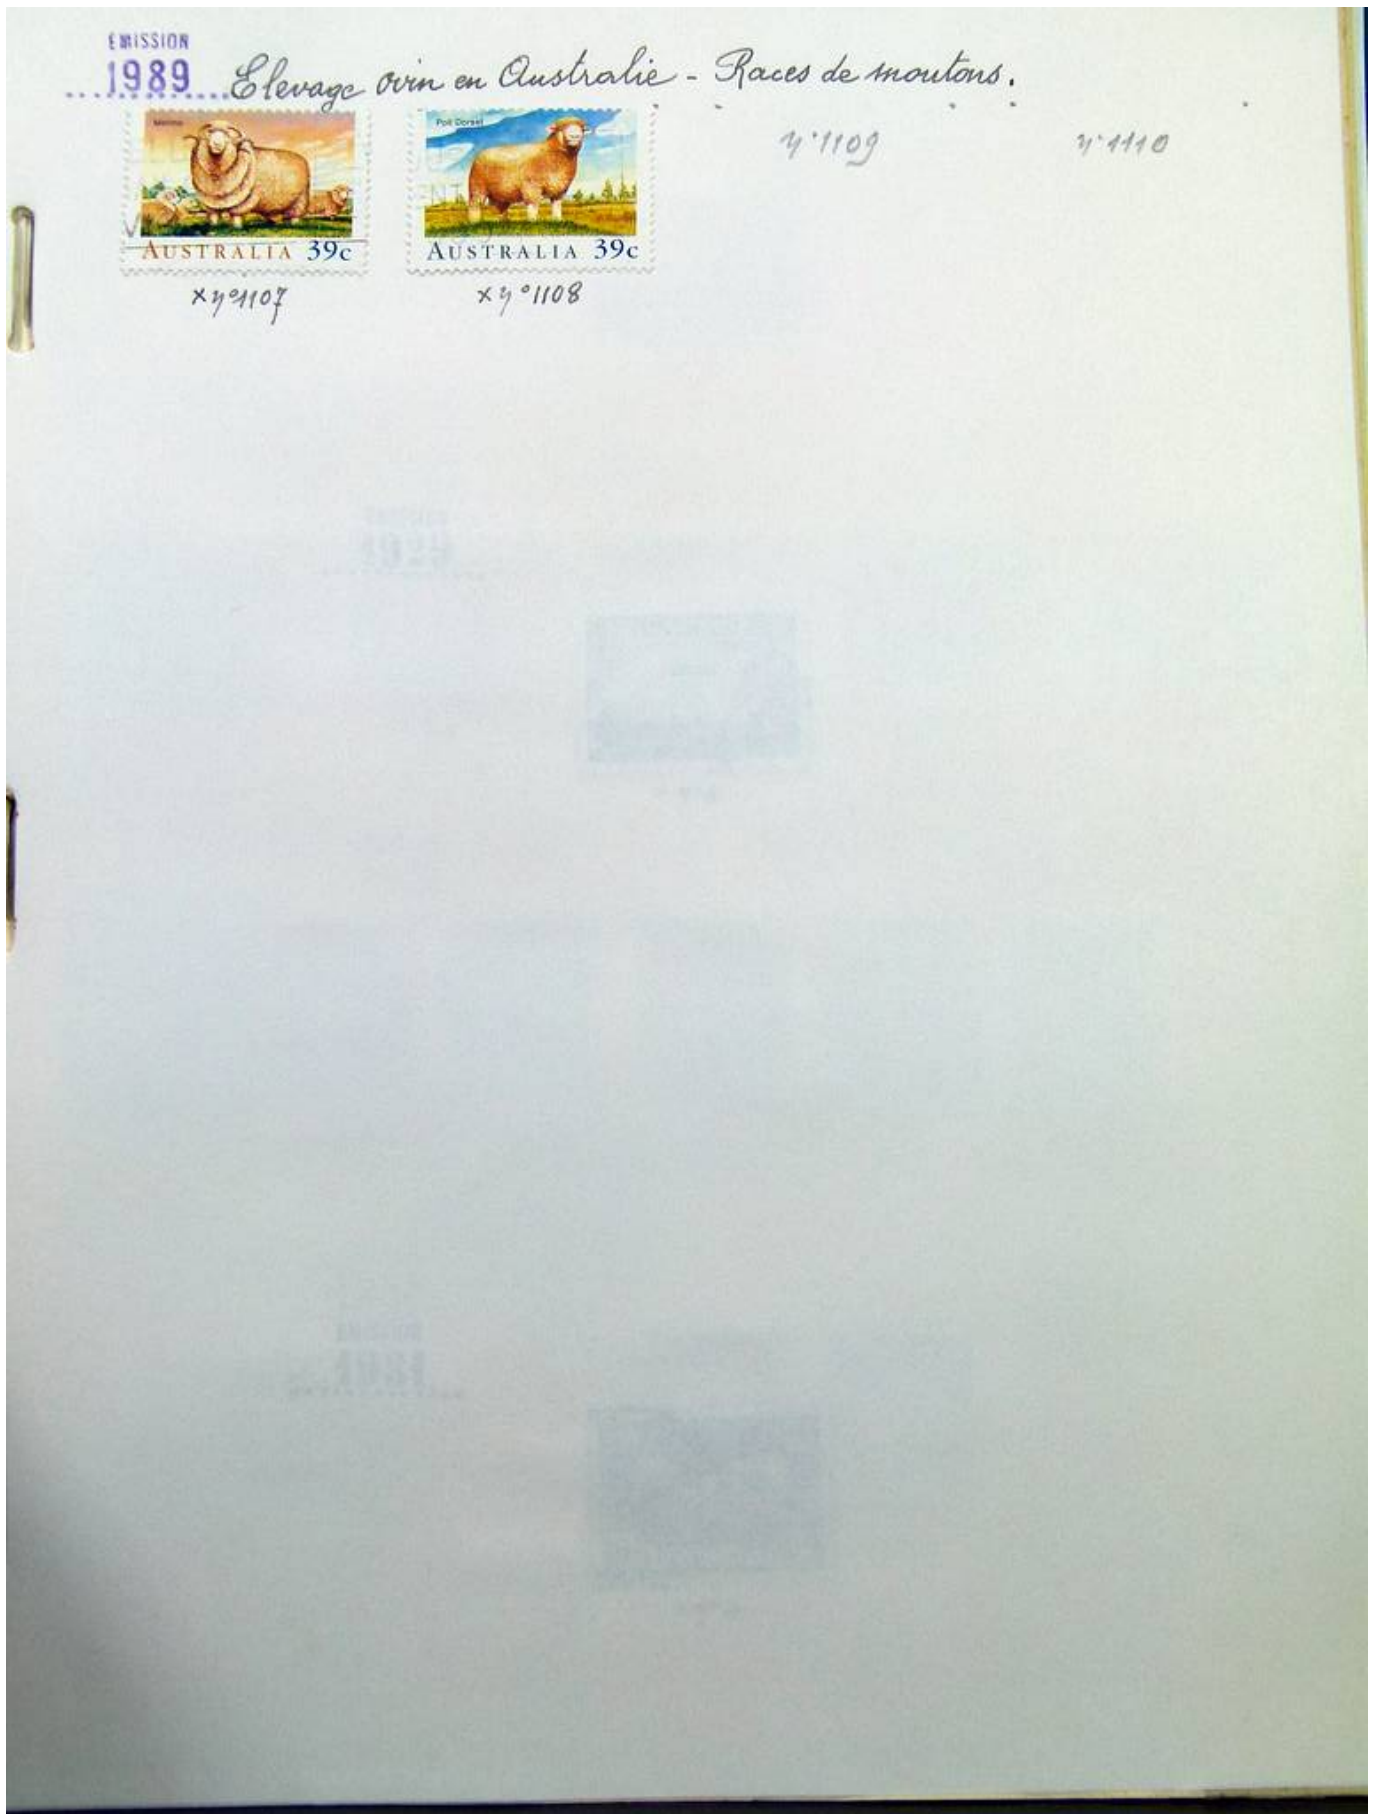 EMISSION
1989 Elevage ovin en Australie - Races de moutons.
Merino
Poll Dorset
n°1109
n°1110
AUSTRALIA 39c
AUSTRALIA 39c
x n°1107
x n°1108